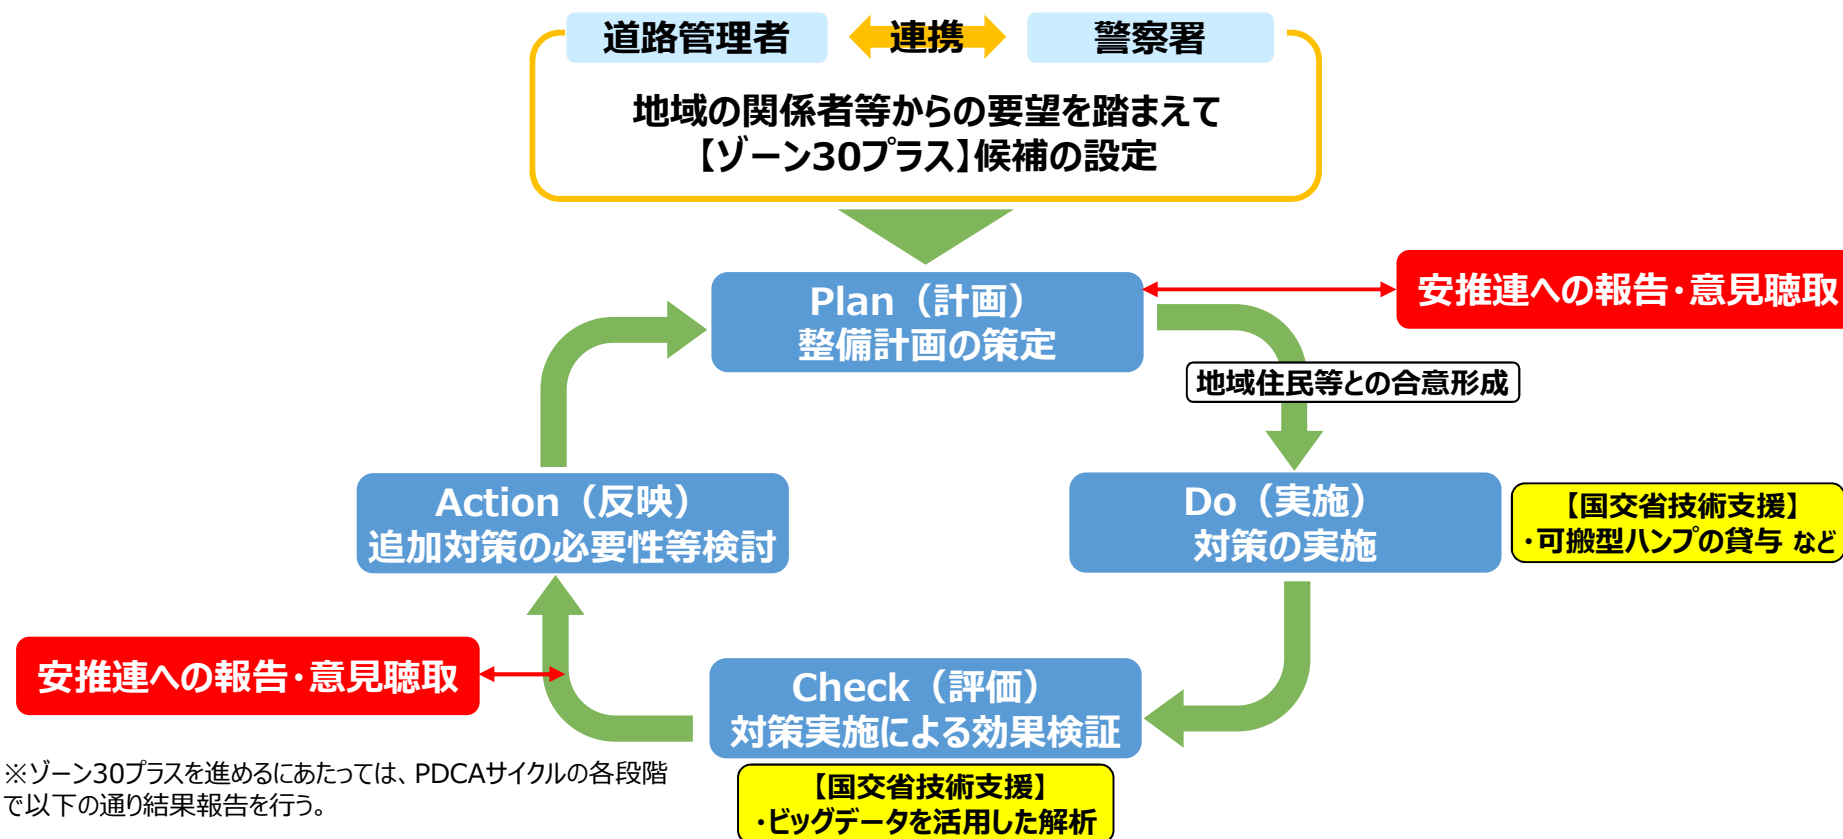 道路管理者
連携
警察署
地域の関係者等からの要望を踏まえて
【ゾーン30プラス】候補の設定
Plan（計画）
整備計画の策定
安推連への報告・意見聴取
地域住民等との合意形成
Action（反映）
追加対策の必要性等検討
Do（実施）
対策の実施
【国交省技術支援】
・可搬型ハンプの貸与 など
安推連への報告・意見聴取
Check（評価）
対策実施による効果検証
【国交省技術支援】
・ビッグデータを活用した解析
※ゾーン30プラスを進めるにあたっては、PDCAサイクルの各段階
で以下の通り結果報告を行う。